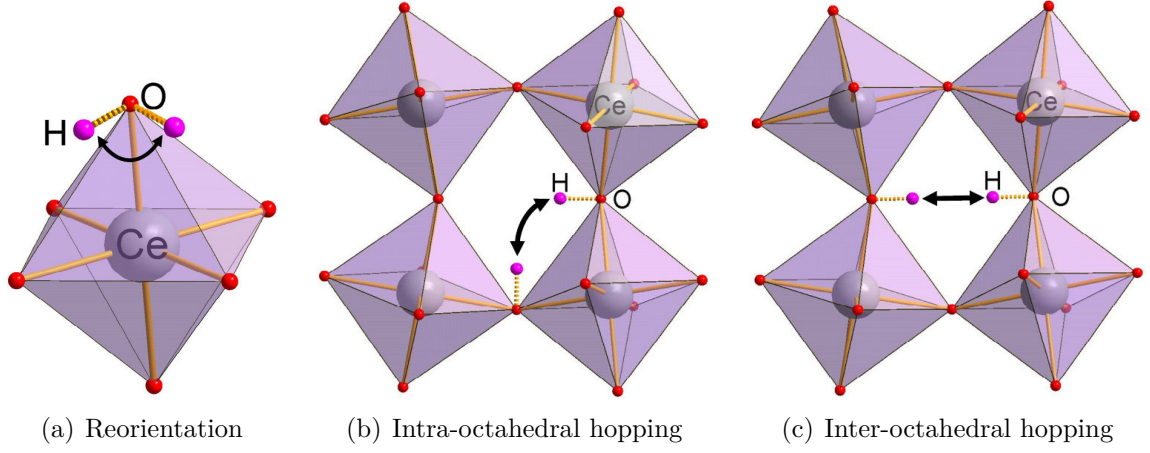 O
H
Ce
Ce
H
O
Ce
H
O
(a) Reorientation
(b) Intra-octahedral hopping
(c) Inter-octahedral hopping